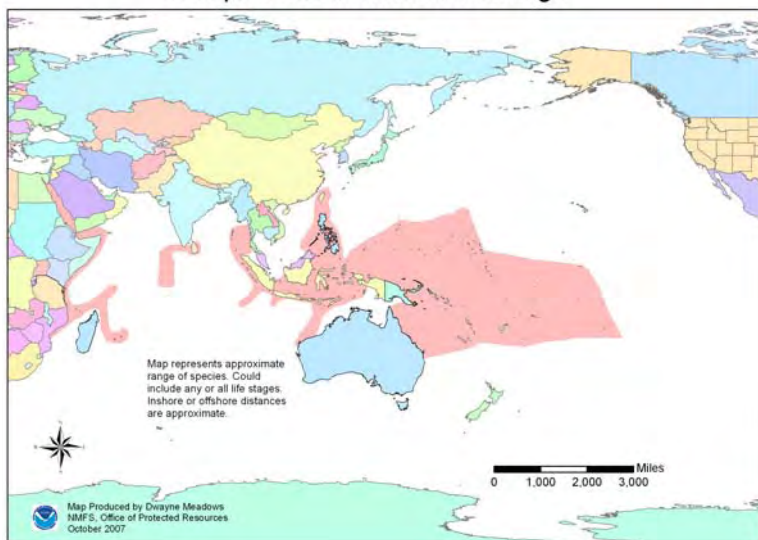 Map represents approximate
range of species. Could
include any or all life stages.
Inshore or offshore distances
are approximate.
Miles
0 1,000 2,000 3,000
Map Produced by Dwayne Meadows
NMFS, Office of Protected Resources
October 2007